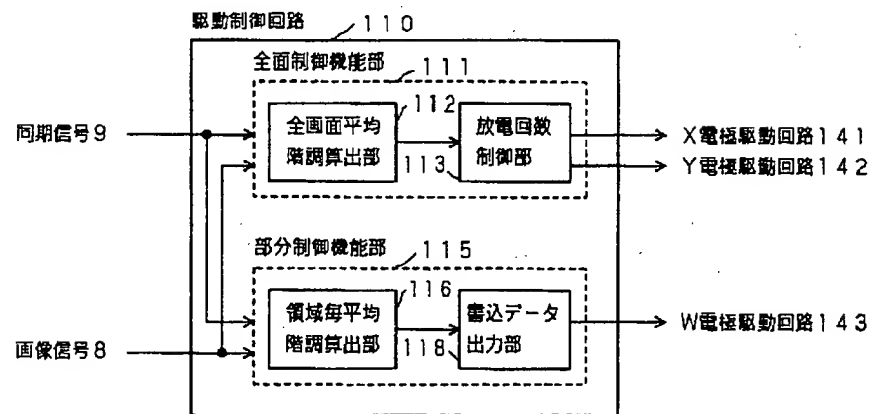 駆動制御回路 110
全面制御機能部 111
同期信号9
全画面平均
階調算出部
112
放電回数
制御部
113
X電極駆動回路141
Y電極駆動回路142
部分制御機能部 115
画像信号8
領域毎平均
階調算出部
116
書込データ
出力部
118
W電極駆動回路143